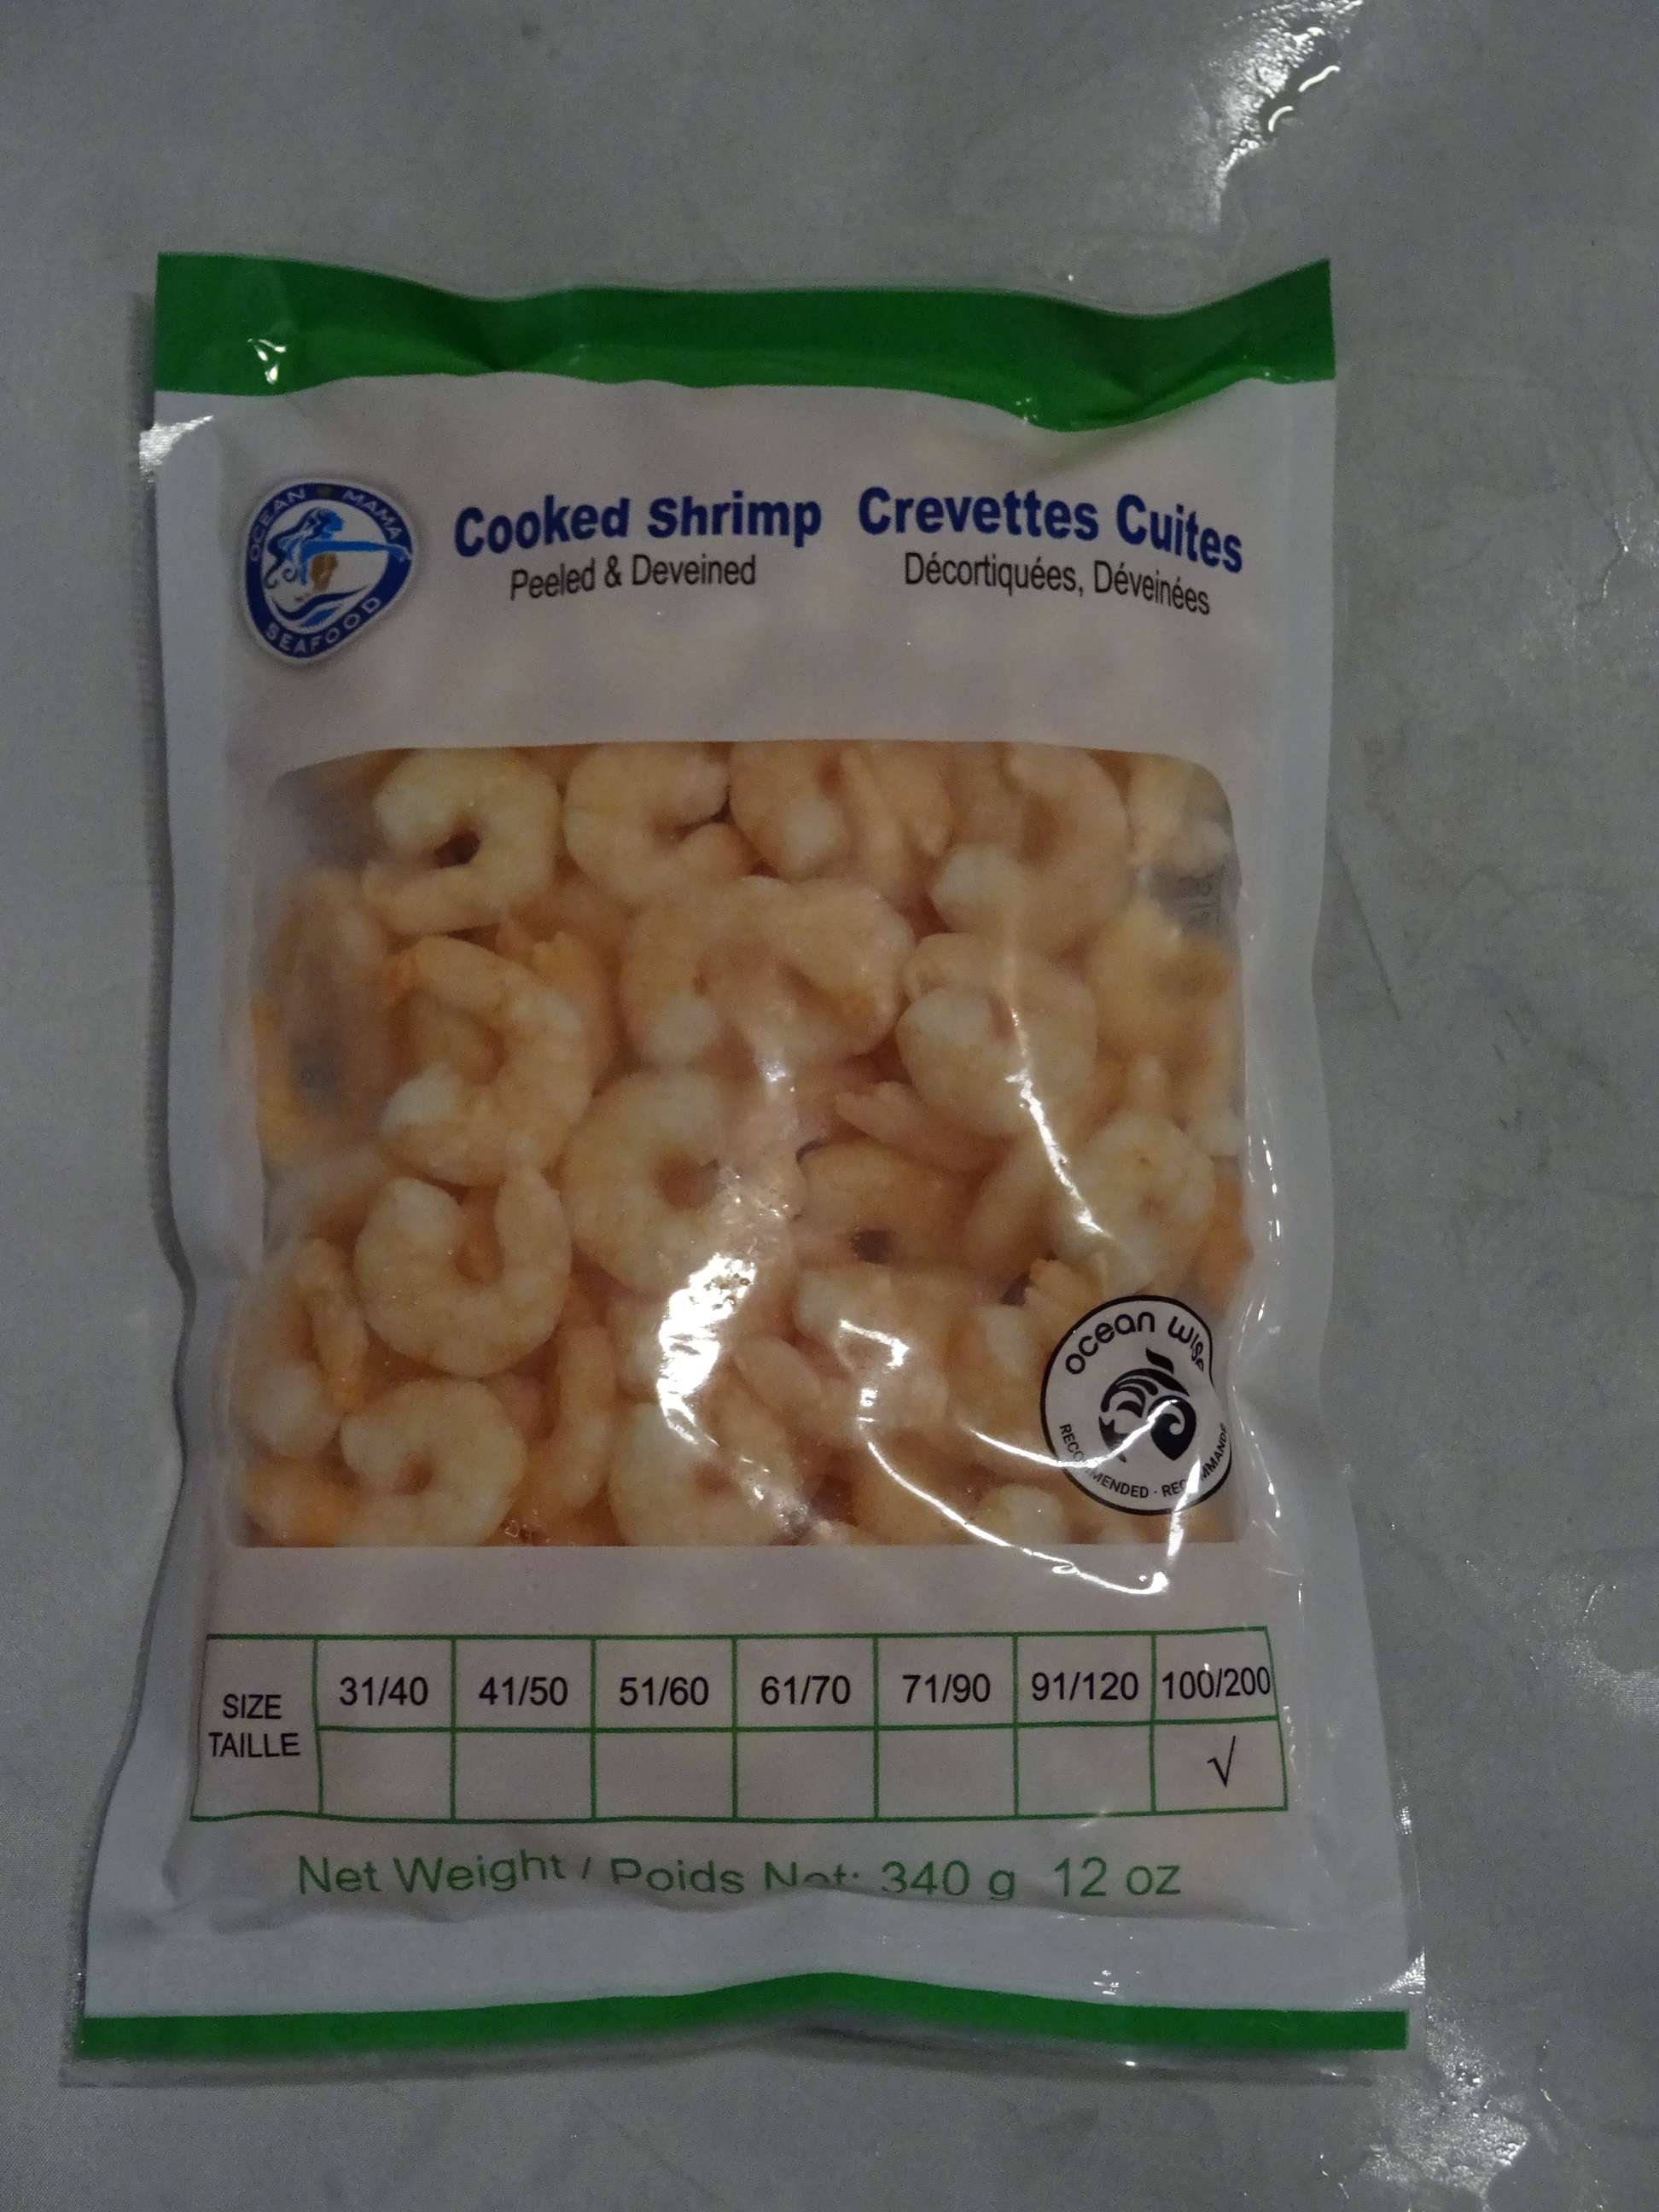 OCEAN MAMA
SEAFOOD
Cooked Shrimp
Peeled & Deveined
Crevettes Cuites
Décortiquées, Déveinées
ocean wise
RECOMMENDED · RECOMMANDÉ
SIZE
TAILLE
31/40 41/50 51/60 61/70 71/90 91/120 100/200
√
Net Weight / Poids Net: 340 g 12 oz